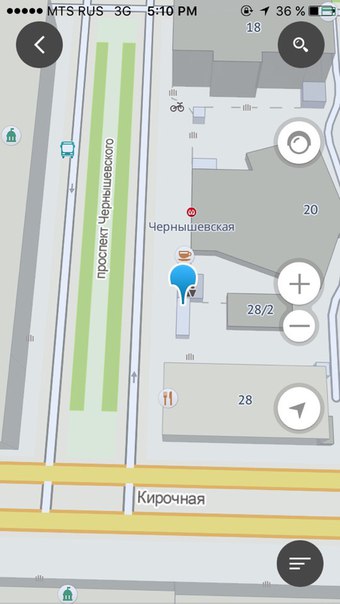 MTS RUS 3G 5:10 PM 36 %
18
проспект Чернышевского
20
Чернышевская
28/2
28
Кирочная